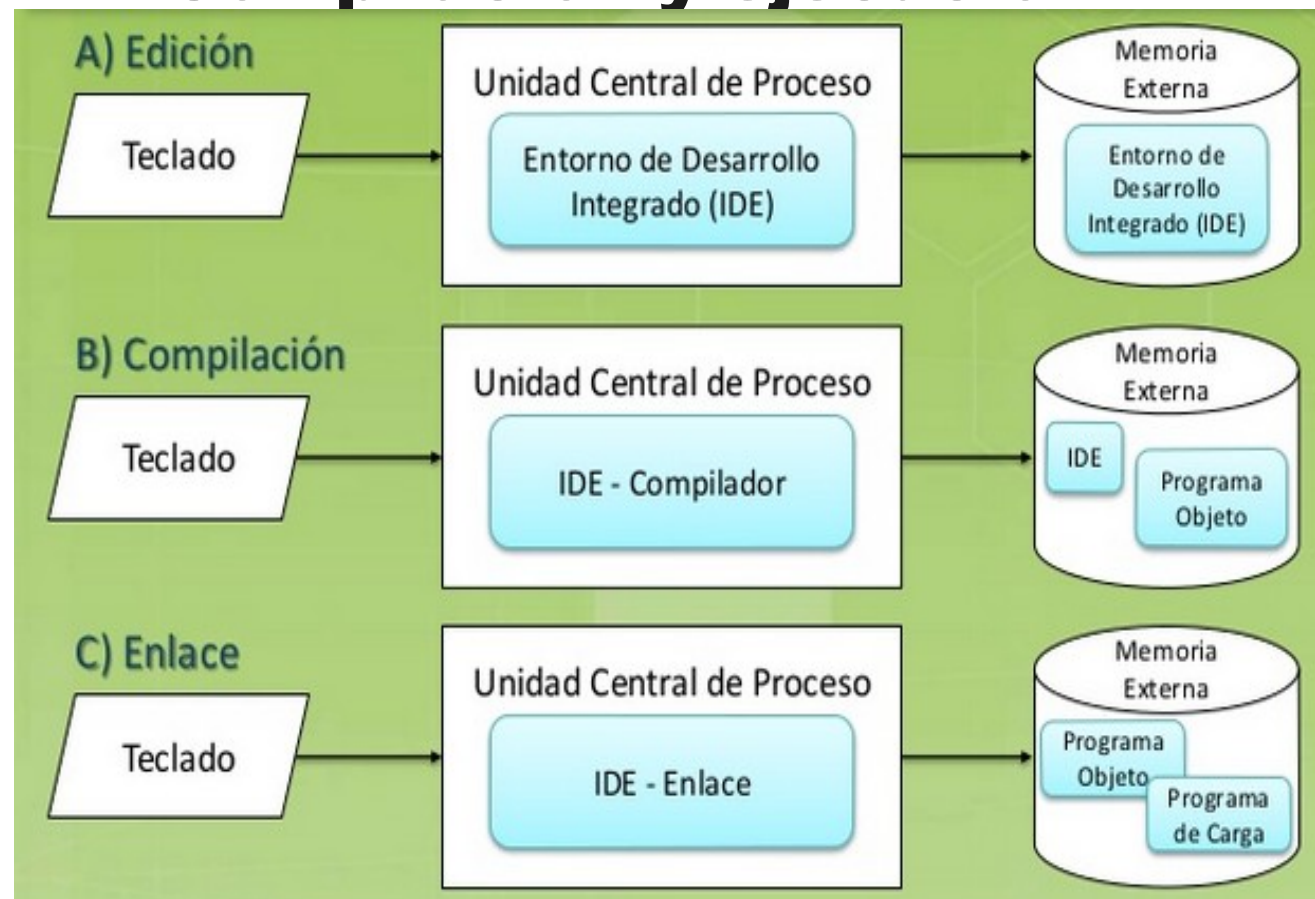 A) Edición
Teclado
Unidad Central de Proceso
Entorno de Desarrollo
Integrado (IDE)
Memoria
Externa
Entorno de
Desarrollo
Integrado (IDE)
B) Compilación
Teclado
Unidad Central de Proceso
IDE - Compilador
Memoria
Externa
IDE
Programa
Objeto
C) Enlace
Teclado
Unidad Central de Proceso
IDE - Enlace
Memoria
Externa
Programa
Objeto
Programa
de Carga